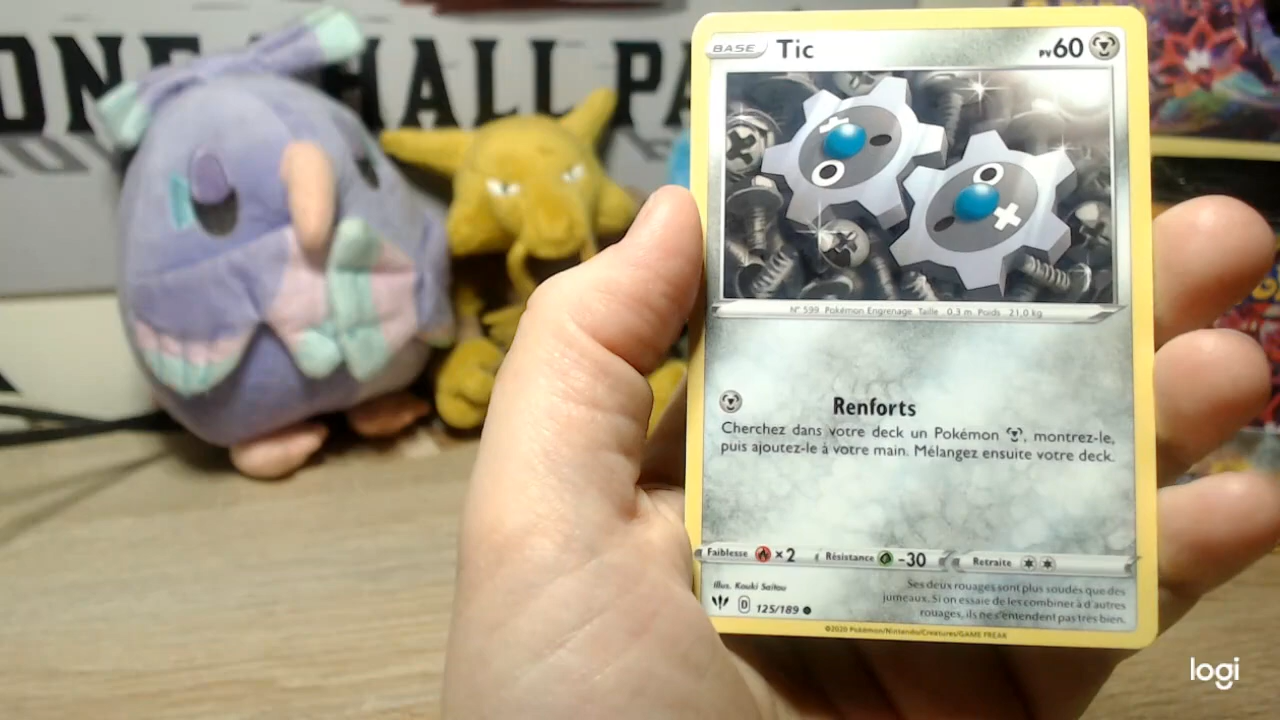 ONE HALL PA
BASE Tic PV60
N° 599 Pokémon Engrenage Taille 0,3 m Poids 21,0 kg
Renforts
Cherchez dans votre deck un Pokémon , montrez-le,
puis ajoutez-le à votre main. Mélangez ensuite votre deck.
Faiblesse ×2 Résistance -30 Retraite
Illus. Kouki Saitou
Ses deux rouages sont plus soudés que des
jumeaux. Si on essaie de les combiner à d'autres
rouages, ils ne s'entendent pas très bien.
D 125/189
©2020 Pokémon/Nintendo/Creatures/GAME FREAK
logi